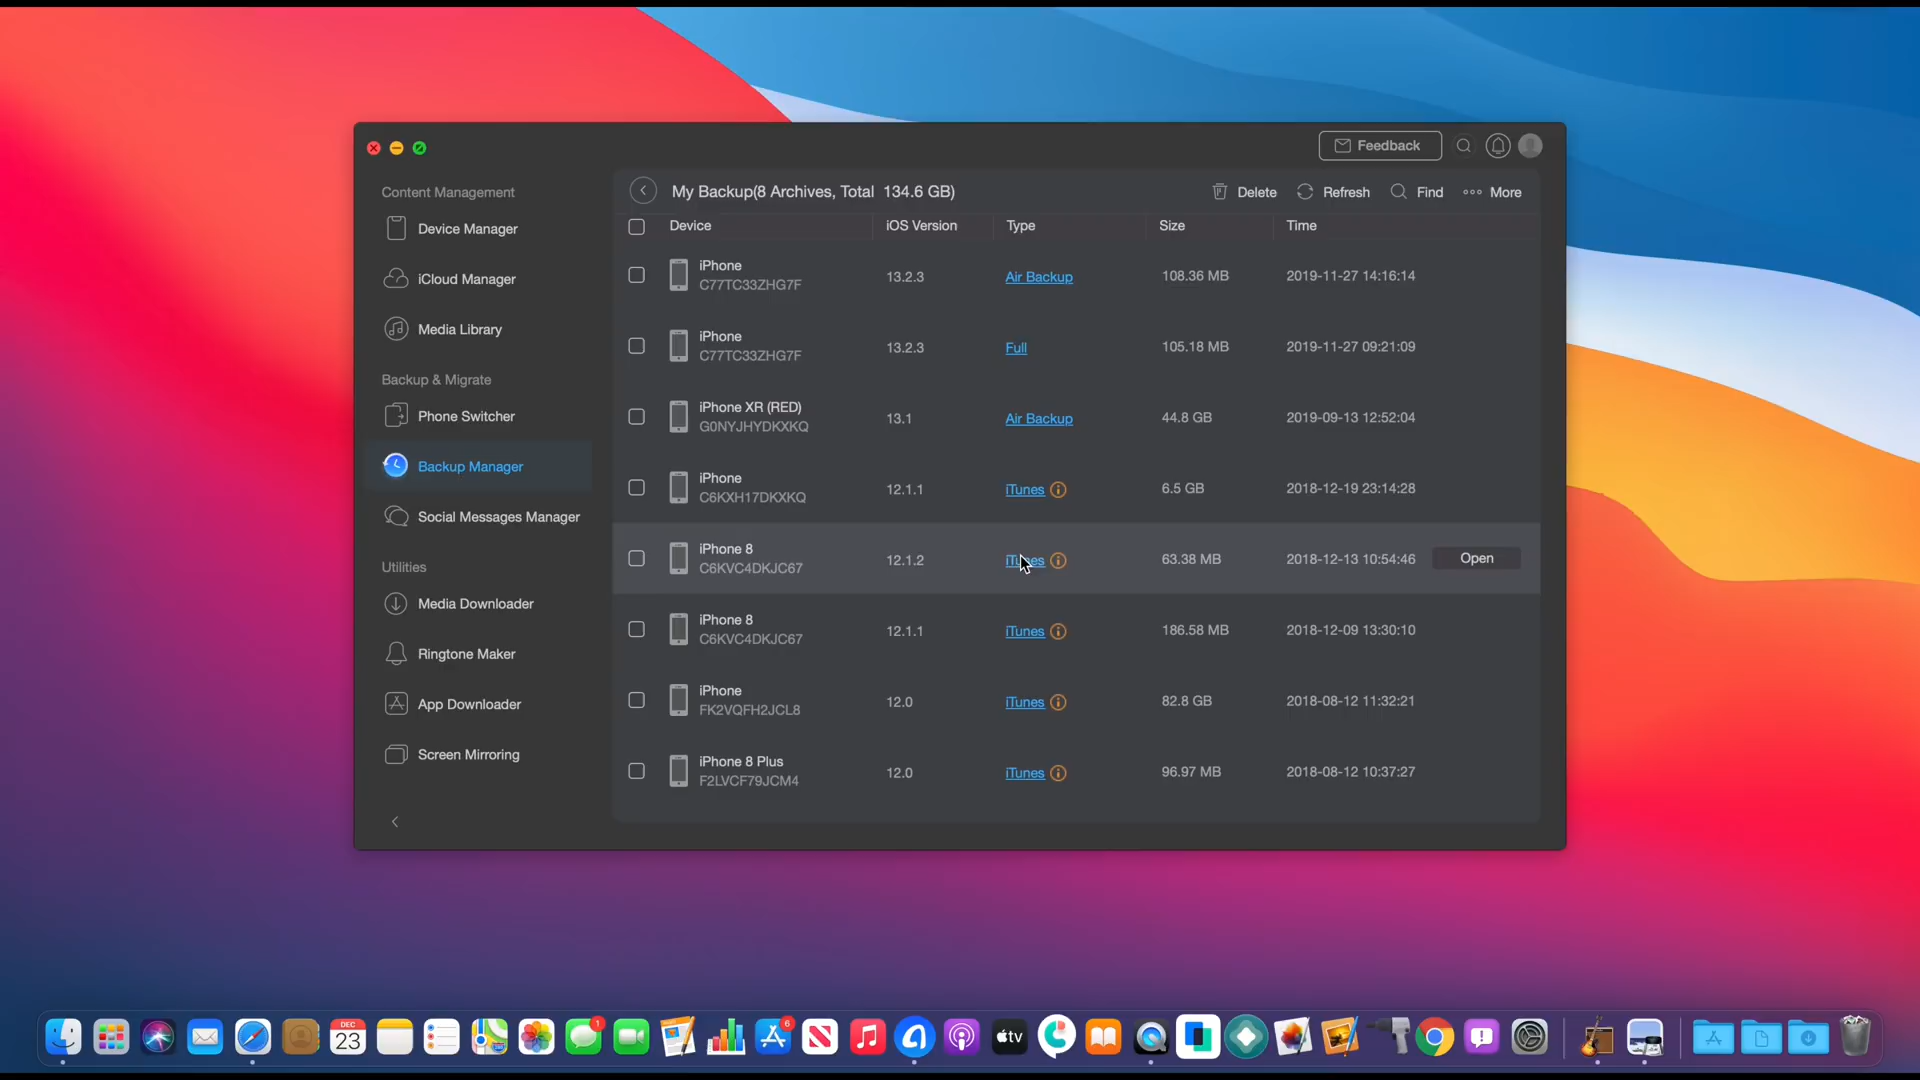 Feedback
Content Management
Device Manager
iCloud Manager
Media Library
Backup & Migrate
Phone Switcher
Backup Manager
Social Messages Manager
Utilities
Media Downloader
Ringtone Maker
App Downloader
Screen Mirroring
My Backup(8 Archives, Total 134.6 GB)
Delete Refresh Find More
Device iOS Version Type Size Time
iPhone
C77TC33ZHG7F 13.2.3 Air Backup 108.36 MB 2019-11-27 14:16:14
iPhone
C77TC33ZHG7F 13.2.3 Full 105.18 MB 2019-11-27 09:21:09
iPhone XR (RED)
G0NYJHYDKXKQ 13.1 Air Backup 44.8 GB 2019-09-13 12:52:04
iPhone
C6KXH17DKXKQ 12.1.1 iTunes 6.5 GB 2018-12-19 23:14:28
iPhone 8
C6KVC4DKJC67 12.1.2 iTunes 63.38 MB 2018-12-13 10:54:46 Open
iPhone 8
C6KVC4DKJC67 12.1.1 iTunes 186.58 MB 2018-12-09 13:30:10
iPhone
FK2VQFH2JCL8 12.0 iTunes 82.8 GB 2018-08-12 11:32:21
iPhone 8 Plus
F2LVCF79JCM4 12.0 iTunes 96.97 MB 2018-08-12 10:37:27
DEC
23
1
6
tv